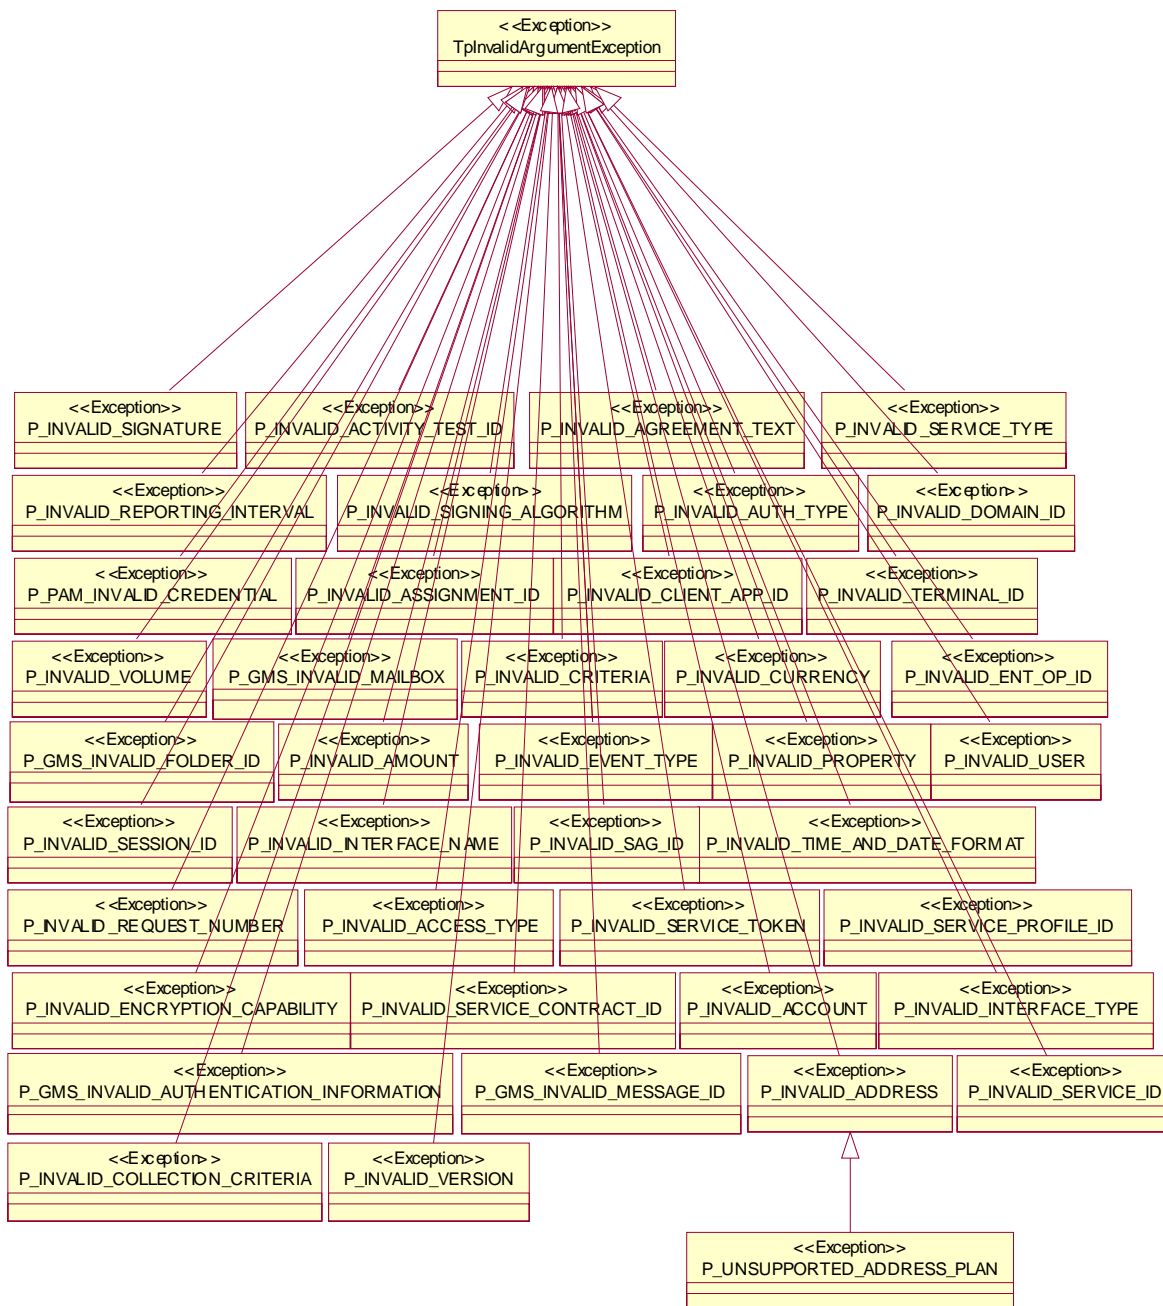 <<Exception>>
TpInvalidArgumentException
<<Exception>>
P_INVALID_SIGNATURE
<<Exception>>
P_INVALID_ACTIVITY_TEST_ID
<<Exception>>
P_INVALID_AGREEMENT_TEXT
<<Exception>>
P_INVALID_SERVICE_TYPE
<<Exception>>
P_INVALID_REPORTING_INTERVAL
<<Exception>>
P_INVALID_SIGNING_ALGORITHM
<<Exception>>
P_INVALID_AUTH_TYPE
<<Exception>>
P_INVALID_DOMAIN_ID
<<Exception>>
P_PAM_INVALID_CREDENTIAL
<<Exception>>
P_INVALID_ASSIGNMENT_ID
<<Exception>>
P_INVALID_CLIENT_APP_ID
<<Exception>>
P_INVALID_TERMINAL_ID
<<Exception>>
P_INVALID_VOLUME
<<Exception>>
P_GMS_INVALID_MAILBOX
<<Exception>>
P_INVALID_CRITERIA
<<Exception>>
P_INVALID_CURRENCY
<<Exception>>
P_INVALID_ENT_OP_ID
<<Exception>>
P_GMS_INVALID_FOLDER_ID
<<Exception>>
P_INVALID_AMOUNT
<<Exception>>
P_INVALID_EVENT_TYPE
<<Exception>>
P_INVALID_PROPERTY
<<Exception>>
P_INVALID_USER
<<Exception>>
P_INVALID_SESSION_ID
<<Exception>>
P_INVALID_INTERFACE_NAME
<<Exception>>
P_INVALID_SAG_ID
<<Exception>>
P_INVALID_TIME_AND_DATE_FORMAT
<<Exception>>
P_INVALID_REQUEST_NUMBER
<<Exception>>
P_INVALID_ACCESS_TYPE
<<Exception>>
P_INVALID_SERVICE_TOKEN
<<Exception>>
P_INVALID_SERVICE_PROFILE_ID
<<Exception>>
P_INVALID_ENCRYPTION_CAPABILITY
<<Exception>>
P_INVALID_SERVICE_CONTRACT_ID
<<Exception>>
P_INVALID_ACCOUNT
<<Exception>>
P_INVALID_INTERFACE_TYPE
<<Exception>>
P_GMS_INVALID_AUTHENTICATION_INFORMATION
<<Exception>>
P_GMS_INVALID_MESSAGE_ID
<<Exception>>
P_INVALID_ADDRESS
<<Exception>>
P_INVALID_SERVICE_ID
<<Exception>>
P_INVALID_COLLECTION_CRITERIA
<<Exception>>
P_INVALID_VERSION
<<Exception>>
P_UNSUPPORTED_ADDRESS_PLAN